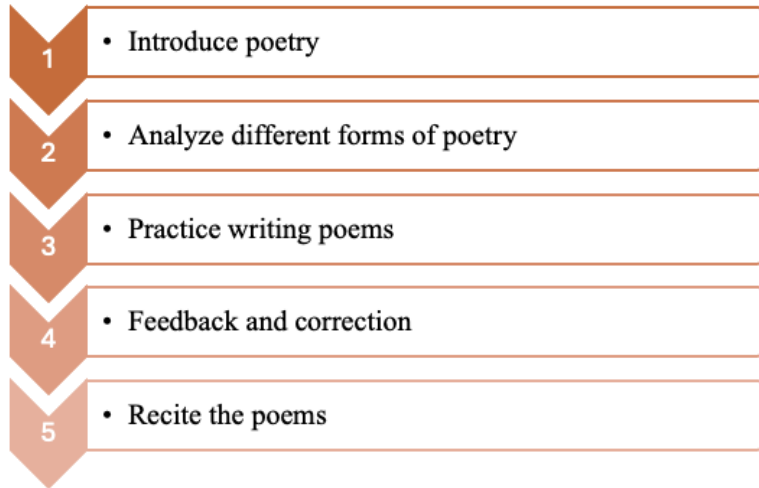 1
• Introduce poetry
2
• Analyze different forms of poetry
3
• Practice writing poems
4
• Feedback and correction
5
• Recite the poems